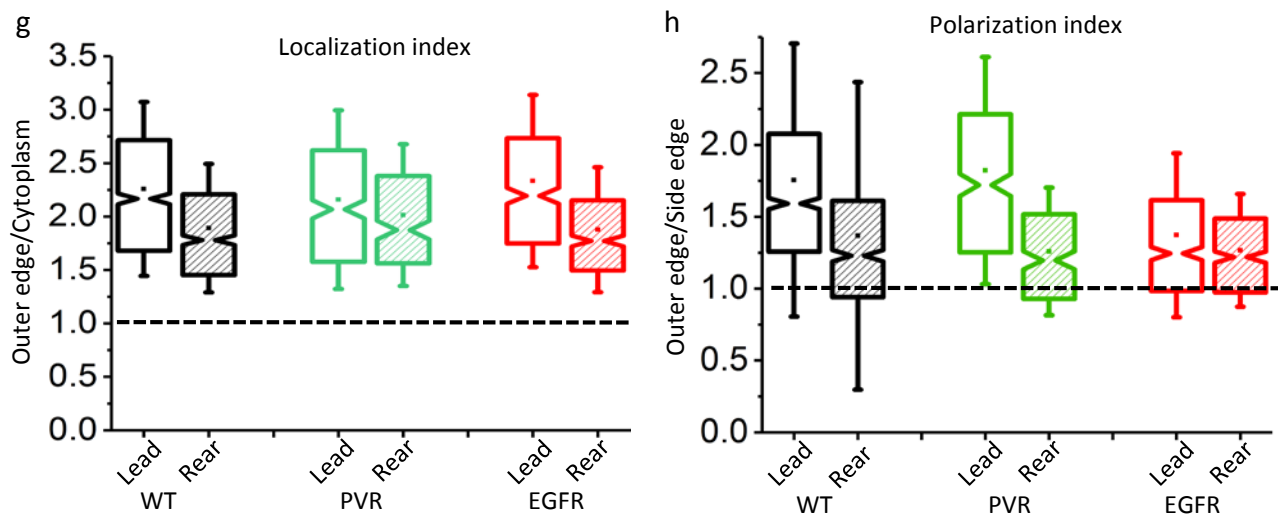 g
Localization index
Outer edge/Cytoplasm
3.5
3.0
2.5
2.0
1.5
1.0
0.5
0.0
Lead
Rear
Lead
Rear
Lead
Rear
WT
PVR
EGFR
h
Polarization index
Outer edge/Side edge
2.5
2.0
1.5
1.0
0.5
0.0
Lead
Rear
Lead
Rear
Lead
Rear
WT
PVR
EGFR